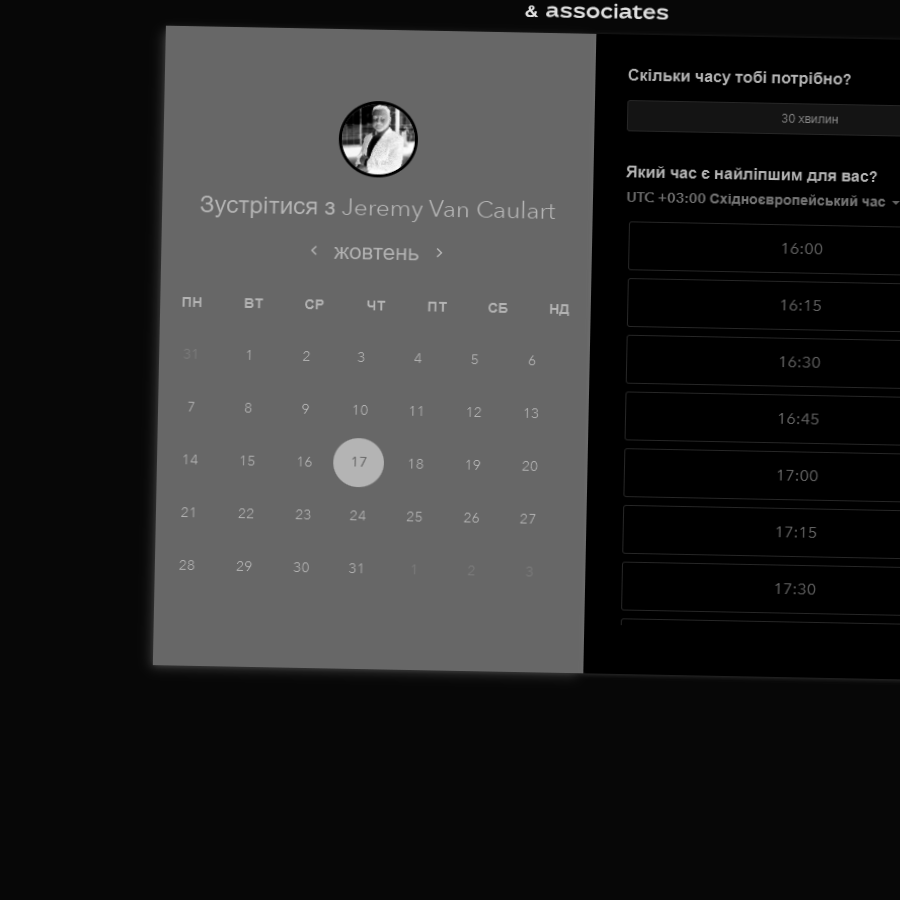 & associates
Зустрітися з Jeremy Van Caulart
‹ жовтень ›
ПН ВТ СР ЧТ ПТ СБ НД
31 1 2 3 4 5 6
7 8 9 10 11 12 13
14 15 16 17 18 19 20
21 22 23 24 25 26 27
28 29 30 31 1 2 3
Скільки часу тобі потрібно?
30 хвилин
Який час є найліпшим для вас?
UTC +03:00 Східноєвропейський час
16:00
16:15
16:30
16:45
17:00
17:15
17:30